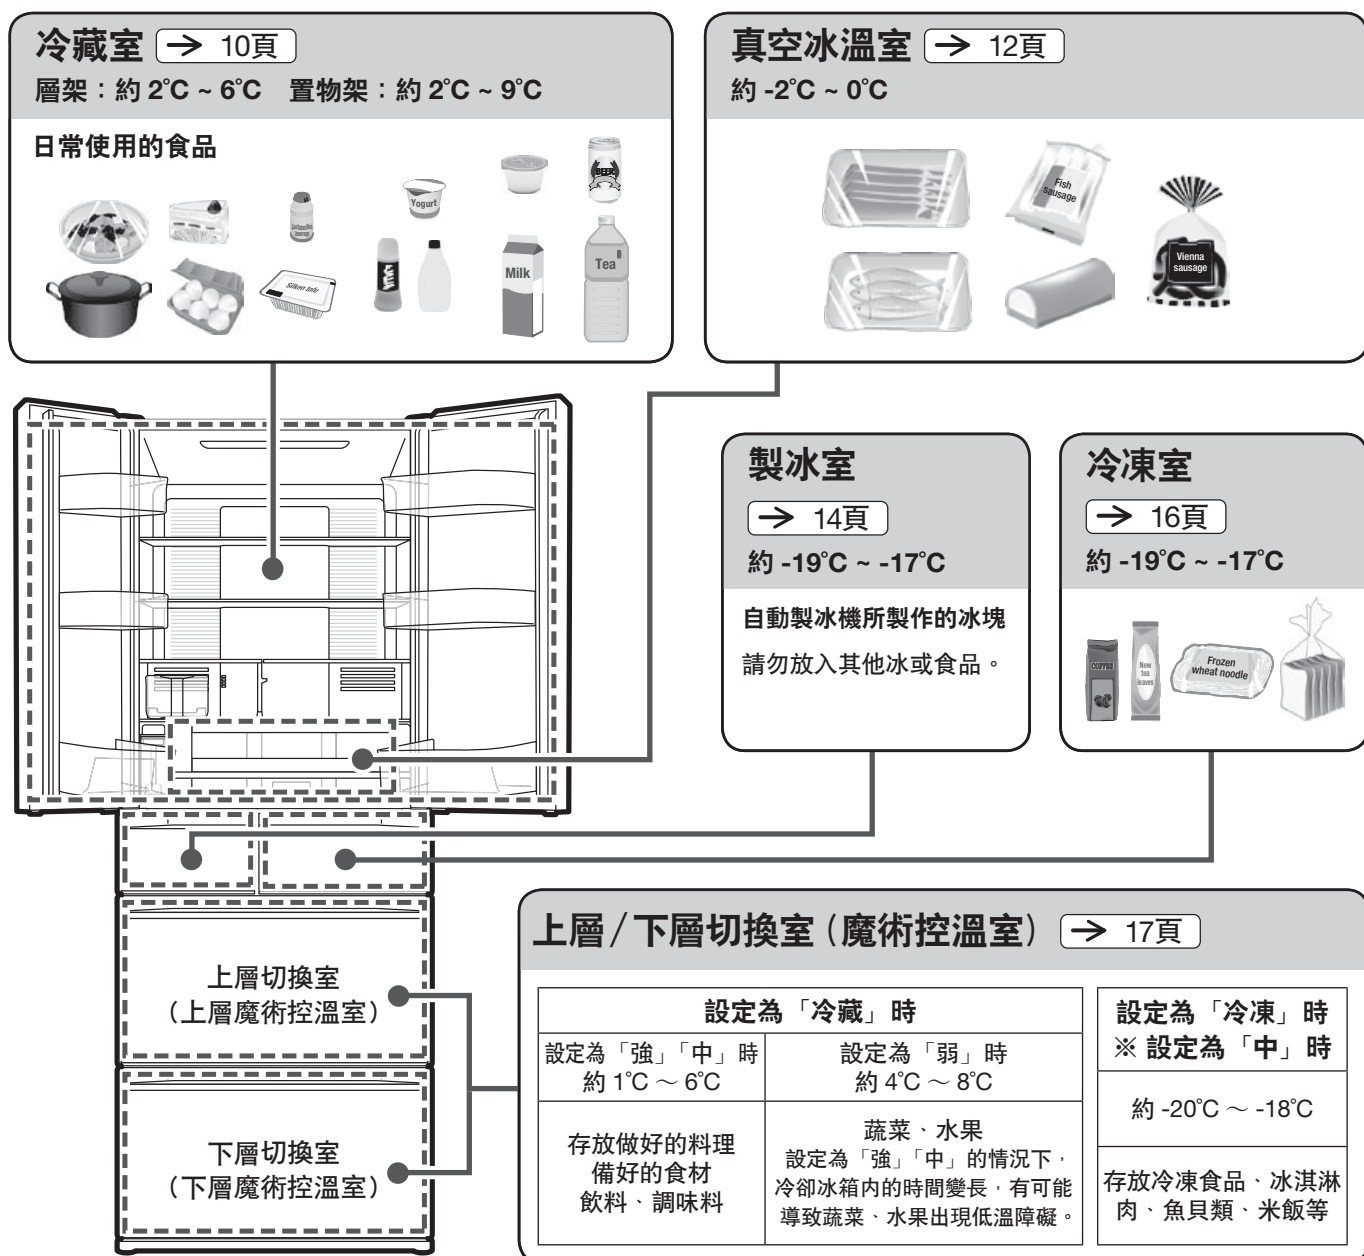 冷藏室 → 10頁
層架：約 2°C ~ 6°C 置物架：約 2°C ~ 9°C
日常使用的食品
BEER
Yogurt
Milk
Tea
Silken tofu
真空冰溫室 → 12頁
約 -2°C ~ 0°C
Fish
sausage
Vienna
sausage
製冰室
→ 14頁
約 -19°C ~ -17°C
自動製冰機所製作的冰塊
請勿放入其他冰或食品。
冷凍室
→ 16頁
約 -19°C ~ -17°C
COFFEE
New
tea
leaves
Frozen
wheat noodle
上層切換室
（上層魔術控溫室）
下層切換室
（下層魔術控溫室）
上層/下層切換室（魔術控溫室） → 17頁
設定為「冷藏」時
設定為「強」「中」時
約 1°C ～ 6°C
設定為「弱」時
約 4°C ～ 8°C
存放做好的料理
備好的食材
飲料、調味料
蔬菜、水果
設定為「強」「中」的情況下，
冷卻冰箱內的時間變長，有可能
導致蔬菜、水果出現低溫障礙。
設定為「冷凍」時
※ 設定為「中」時
約 -20°C ～ -18°C
存放冷凍食品、冰淇淋
肉、魚貝類、米飯等